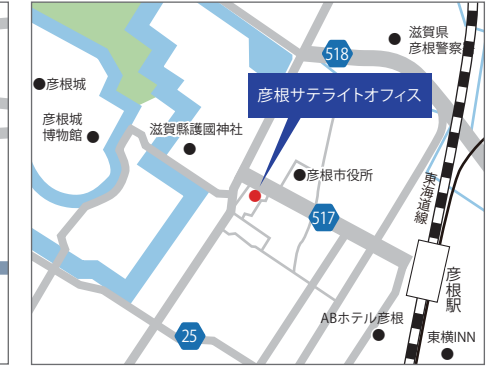 518
滋賀県
彦根警察
彦根城
彦根サテライトオフィス
彦根城
博物館
滋賀縣護國神社
彦根市役所
東海道線
517
彦根駅
ABホテル彦根
25
東横INN